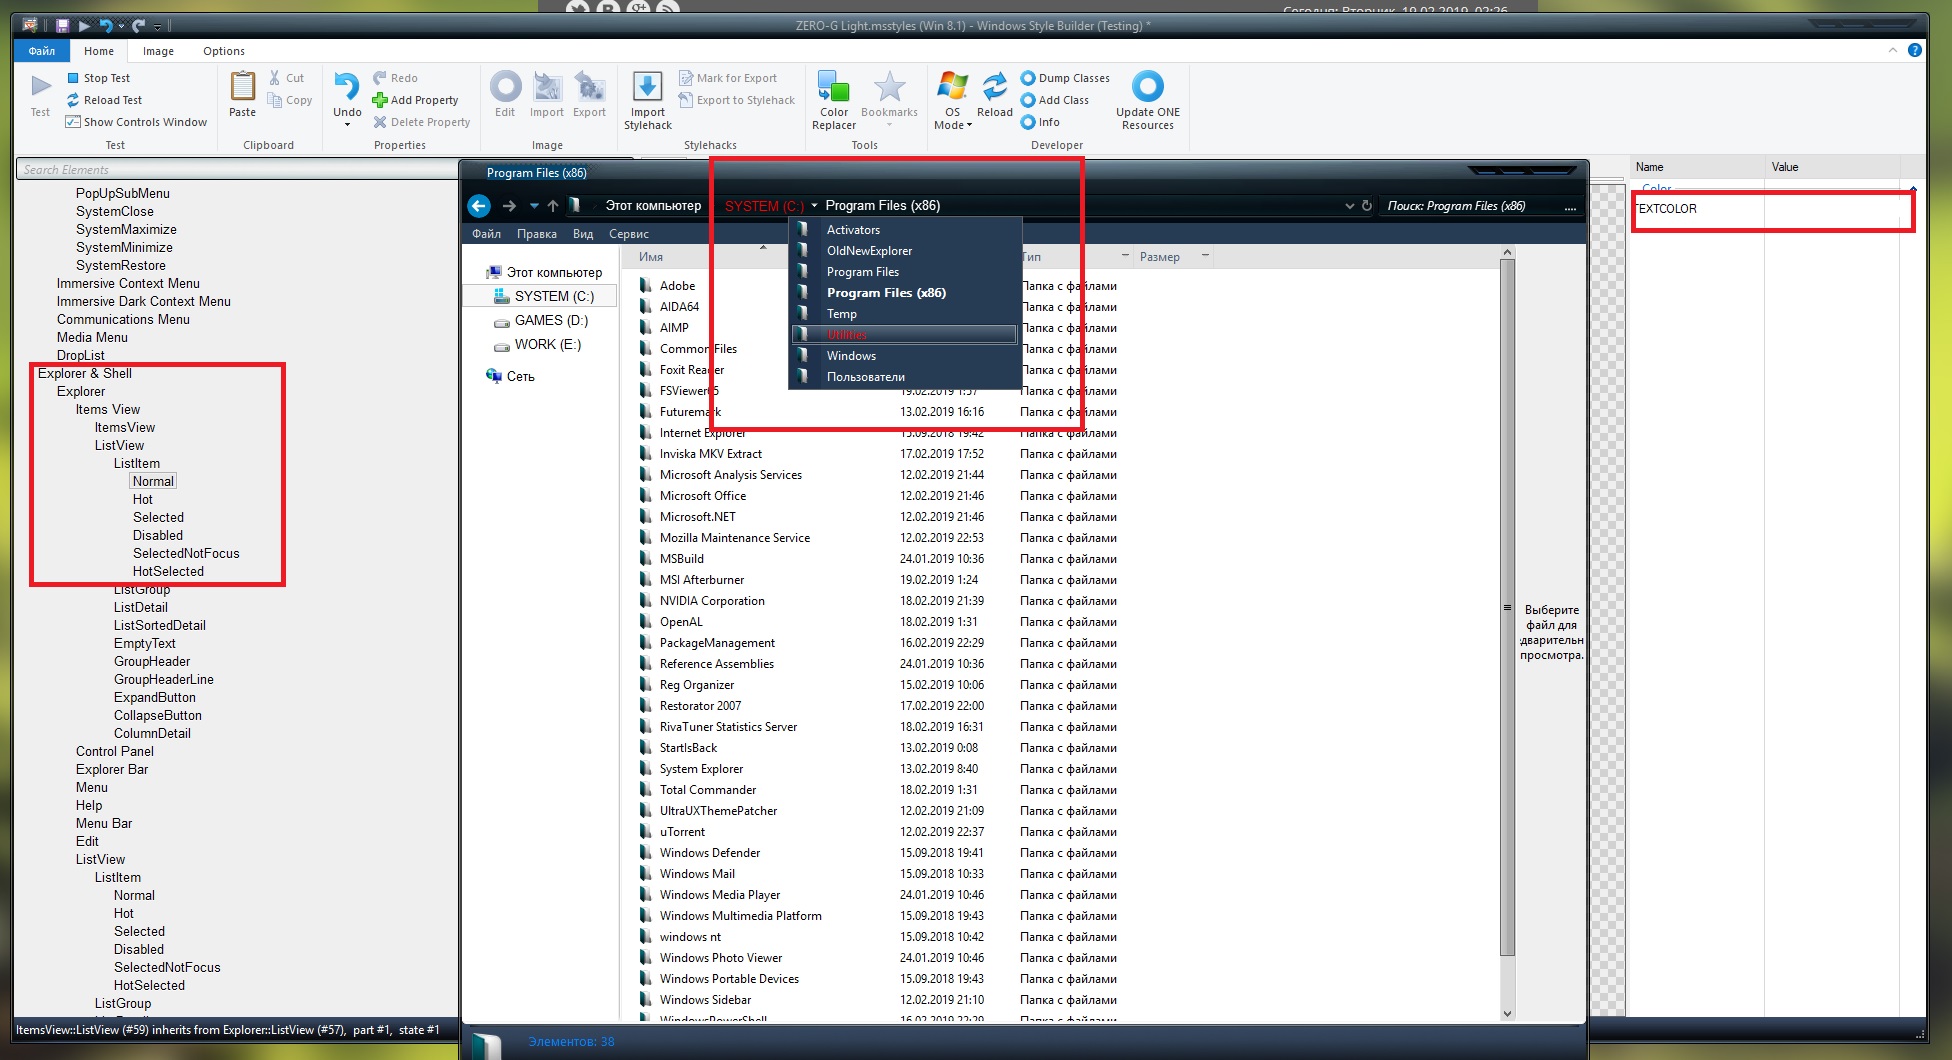 Сегодня: Вторник, 19.02.2019, 02:26
ZERO-G Light.msstyles (Win 8.1) - Windows Style Builder (Testing) *
Файл Home Image Options
Test
Stop Test
Reload Test
Show Controls Window
Test
Paste
Cut
Copy
Clipboard
Undo
Redo
Add Property
Delete Property
Properties
Edit Import Export
Image
Import Stylehack
Mark for Export
Export to Stylehack
Stylehacks
Color Replacer
Bookmarks
Tools
OS Mode
Reload
Dump Classes
Add Class
Info
Update ONE Resources
Developer
Search Elements
PopUpSubMenu
SystemClose
SystemMaximize
SystemMinimize
SystemRestore
Immersive Context Menu
Immersive Dark Context Menu
Communications Menu
Media Menu
DropList
Explorer & Shell
Explorer
Items View
ItemsView
ListView
ListItem
Normal
Hot
Selected
Disabled
SelectedNotFocus
HotSelected
ListGroup
ListDetail
ListSortedDetail
EmptyText
GroupHeader
GroupHeaderLine
ExpandButton
CollapseButton
ColumnDetail
Control Panel
Explorer Bar
Menu
Help
Menu Bar
Edit
ListView
ListItem
Normal
Hot
Selected
Disabled
SelectedNotFocus
HotSelected
ListGroup
ItemsView::ListView (#59) inherits from Explorer::ListView (#57), part #1, state #1
Program Files (x86)
Этот компьютер SYSTEM (C:) Program Files (x86)
Поиск: Program Files (x86)
Файл Правка Вид Сервис
Этот компьютер
SYSTEM (C:)
GAMES (D:)
WORK (E:)
Сеть
Activators
OldNewExplorer
Program Files
Program Files (x86)
Temp
Utilities
Windows
Пользователи
Имя Тип Размер
Adobe Папка с файлами
AIDA64 Папка с файлами
AIMP Папка с файлами
Common Files Папка с файлами
Foxit Reader Папка с файлами
FSViewer65 19.02.2019 1:37 Папка с файлами
Futuremark 13.02.2019 16:16 Папка с файлами
Internet Explorer 15.09.2018 19:42 Папка с файлами
Inviska MKV Extract 17.02.2019 17:52 Папка с файлами
Microsoft Analysis Services 12.02.2019 21:44 Папка с файлами
Microsoft Office 12.02.2019 21:46 Папка с файлами
Microsoft.NET 12.02.2019 21:46 Папка с файлами
Mozilla Maintenance Service 12.02.2019 22:53 Папка с файлами
MSBuild 24.01.2019 10:36 Папка с файлами
MSI Afterburner 19.02.2019 1:24 Папка с файлами
NVIDIA Corporation 18.02.2019 21:39 Папка с файлами
OpenAL 18.02.2019 1:31 Папка с файлами
PackageManagement 16.02.2019 22:29 Папка с файлами
Reference Assemblies 24.01.2019 10:36 Папка с файлами
Reg Organizer 15.02.2019 10:06 Папка с файлами
Restorator 2007 17.02.2019 22:00 Папка с файлами
RivaTuner Statistics Server 18.02.2019 16:31 Папка с файлами
StartIsBack 13.02.2019 0:08 Папка с файлами
System Explorer 13.02.2019 8:40 Папка с файлами
Total Commander 18.02.2019 1:31 Папка с файлами
UltraUXThemePatcher 12.02.2019 21:09 Папка с файлами
uTorrent 12.02.2019 22:37 Папка с файлами
Windows Defender 15.09.2018 19:41 Папка с файлами
Windows Mail 15.09.2018 10:33 Папка с файлами
Windows Media Player 24.01.2019 10:46 Папка с файлами
Windows Multimedia Platform 15.09.2018 19:43 Папка с файлами
windows nt 15.09.2018 10:42 Папка с файлами
Windows Photo Viewer 24.01.2019 10:46 Папка с файлами
Windows Portable Devices 15.09.2018 19:43 Папка с файлами
Windows Sidebar 12.02.2019 21:10 Папка с файлами
WindowsPowerShell 16.02.2019 22:29 Папка с файлами
Выберите
файл для
дварительн
просмотра.
Элементов: 38
Name Value
Color
TEXTCOLOR